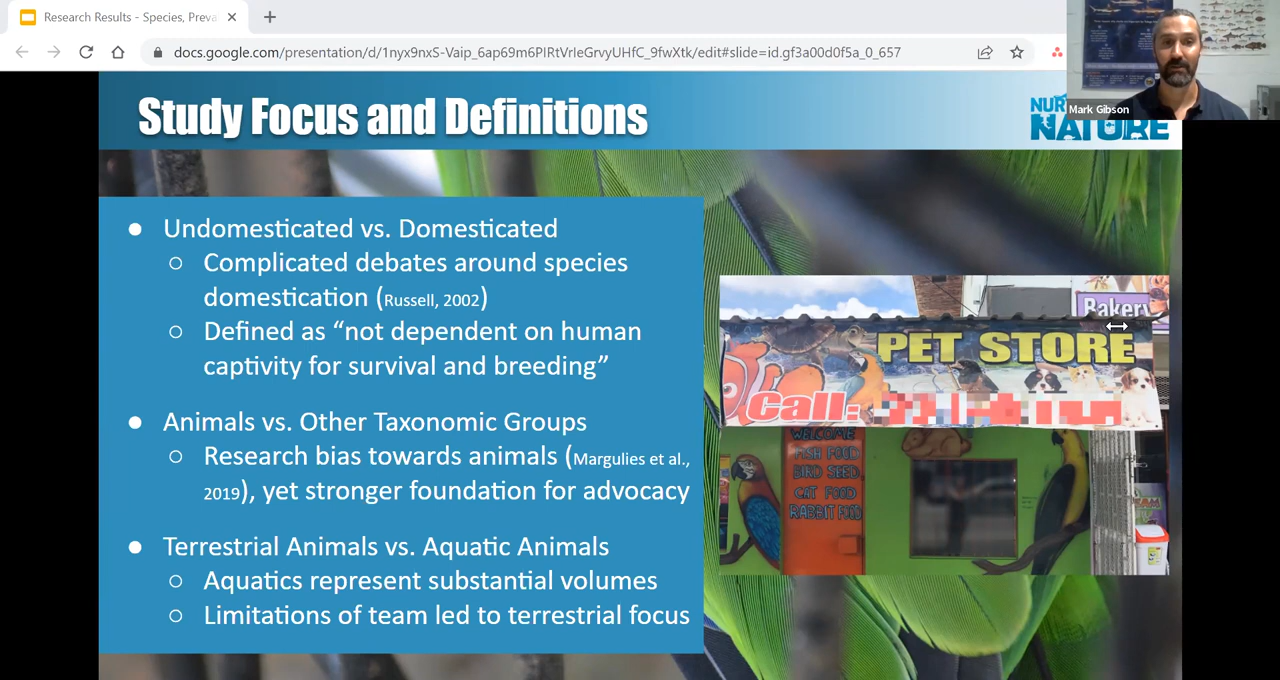 Research Results - Species, Preva
docs.google.com/presentation/d/1nyx9nxS-Vaip_6ap69m6PIRtVrIeGrvyUHfC_9fwXtk/edit#slide=id.gf3a00d0f5a_0_657
Mark Gibson
Study Focus and Definitions
NUR
NATURE
● Undomesticated vs. Domesticated
○ Complicated debates around species
domestication (Russell, 2002)
○ Defined as “not dependent on human
captivity for survival and breeding”
● Animals vs. Other Taxonomic Groups
○ Research bias towards animals (Margulies et al.,
2019), yet stronger foundation for advocacy
● Terrestrial Animals vs. Aquatic Animals
○ Aquatics represent substantial volumes
○ Limitations of team led to terrestrial focus
Bakery
PET STORE
Call:
WELCOME
FISH FOOD
BIRD SEED
CAT FOOD
RABBIT FOOD